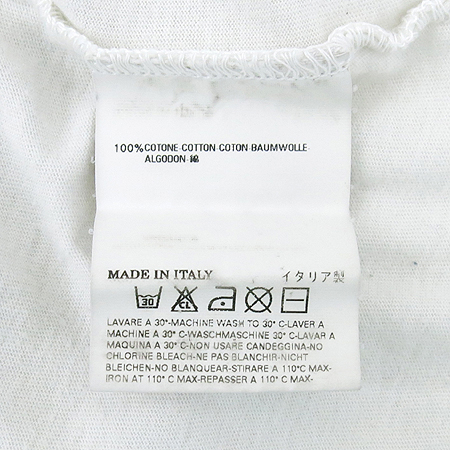 100%COTONE-COTTON-COTON-BAUMWOLLE-
ALGODON-綿
MADE IN ITALY イタリア製
30 CL
LAVARE A 30°-MACHINE WASH TO 30° C-LAVER A
MACHINE A 30° C-WASCHMASCHINE 30° C-LAVAR A
MAQUINA A 30° C-NON USARE CANDEGGINA-NO
CHLORINE BLEACH-NE PAS BLANCHIR-NICHT
BLEICHEN-NO BLANQUEAR-STIRARE A 110°C MAX-
IRON AT 110° C MAX-REPASSER A 110°C MAX-